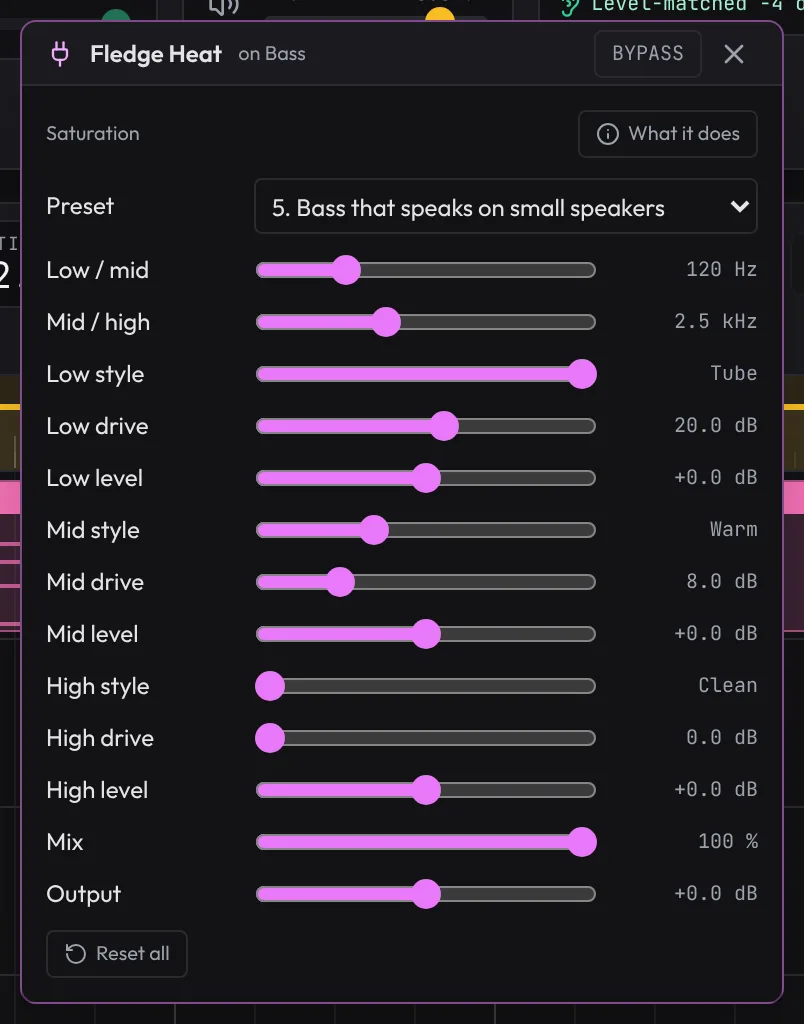 Level-matched -4 d
Fledge Heat on Bass BYPASS
Saturation What it does
Preset 5. Bass that speaks on small speakers
Low / mid 120 Hz
Mid / high 2.5 kHz
Low style Tube
Low drive 20.0 dB
Low level +0.0 dB
Mid style Warm
Mid drive 8.0 dB
Mid level +0.0 dB
High style Clean
High drive 0.0 dB
High level +0.0 dB
Mix 100 %
Output +0.0 dB
Reset all